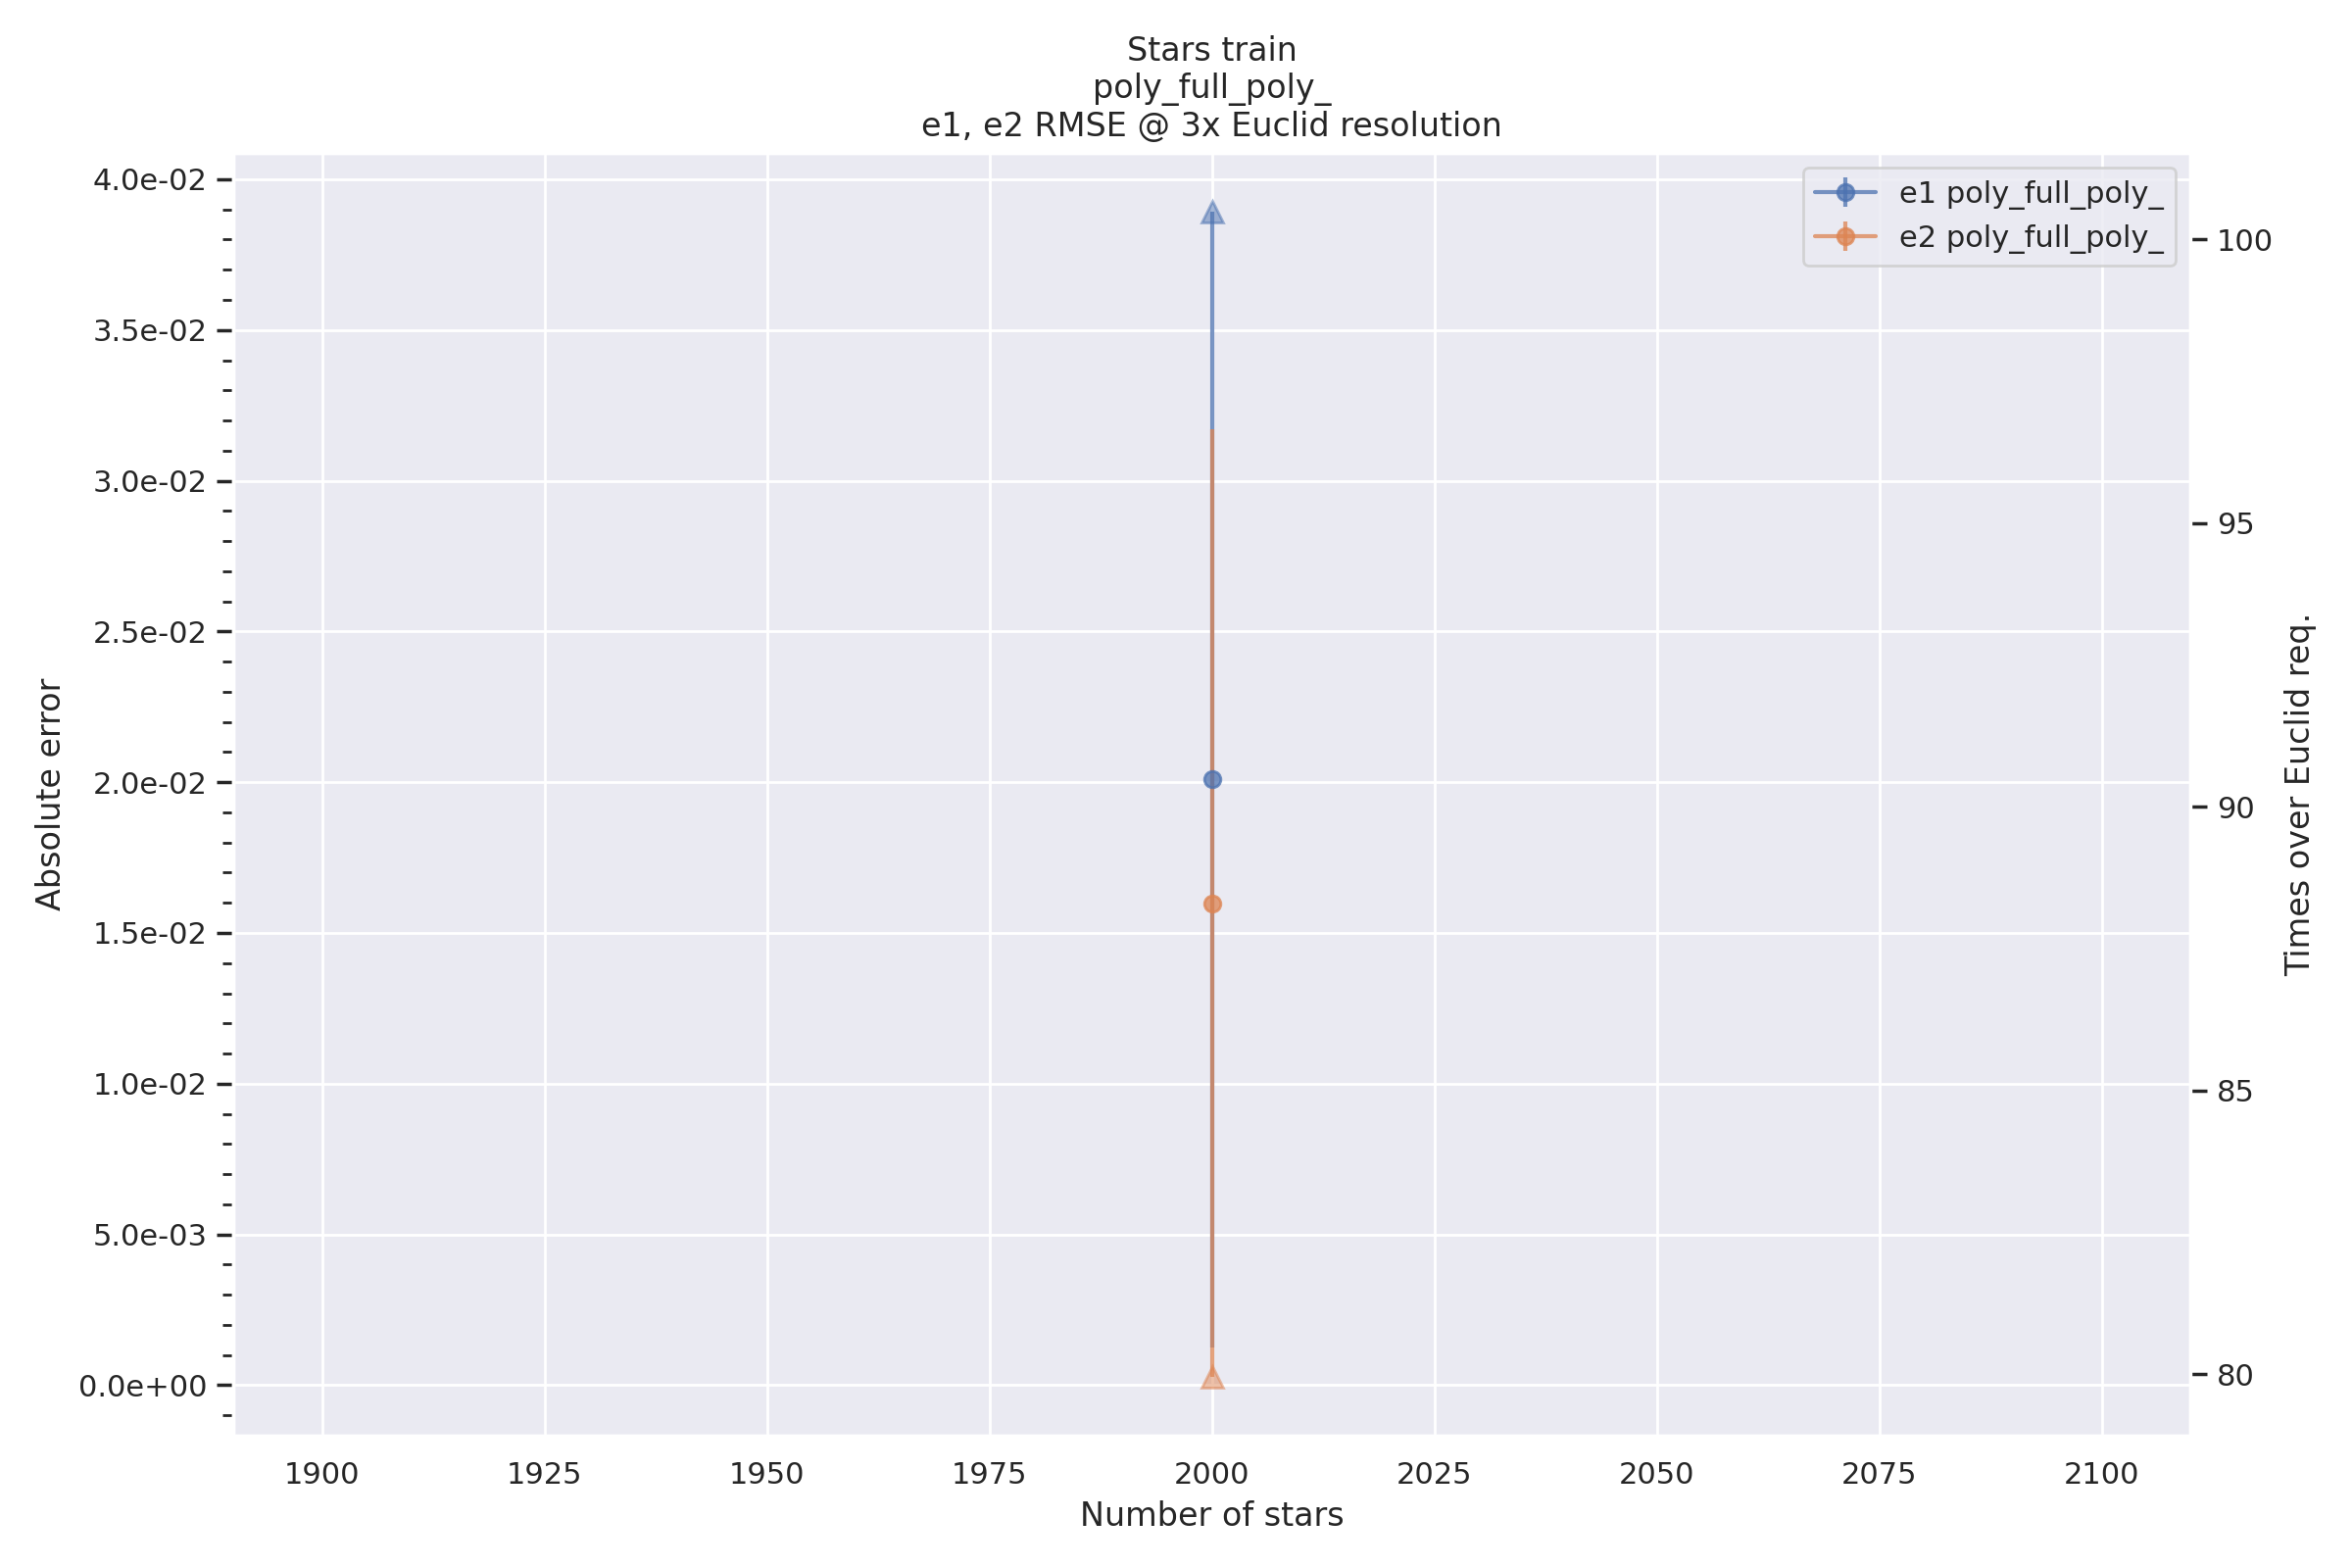 Stars train
poly_full_poly_
e1, e2 RMSE @ 3x Euclid resolution
e1 poly_full_poly_
e2 poly_full_poly_
Absolute error
4.0e-02
3.5e-02
3.0e-02
2.5e-02
2.0e-02
1.5e-02
1.0e-02
5.0e-03
0.0e+00
100
95
90
85
80
Times over Euclid req.
1900 1925 1950 1975 2000 2025 2050 2075 2100
Number of stars